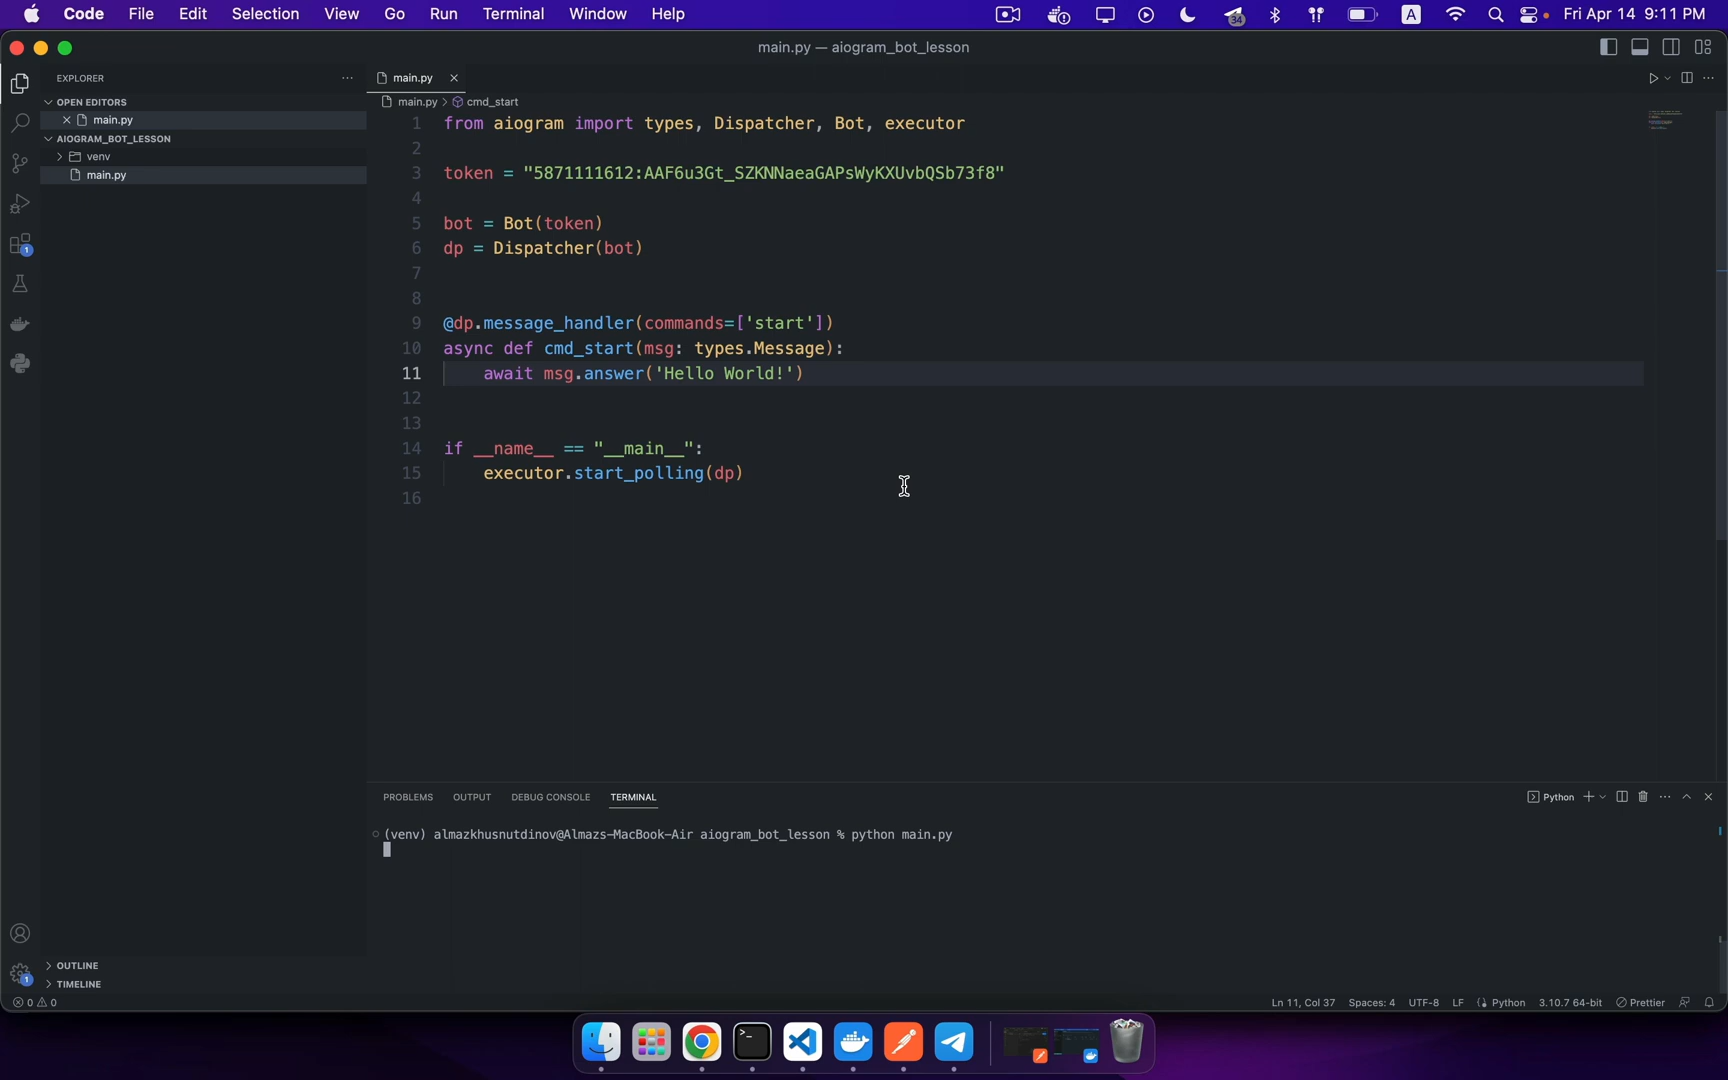 Code File Edit Selection View Go Run Terminal Window Help 34 A Fri Apr 14 9:11 PM
main.py — aiogram_bot_lesson
EXPLORER
OPEN EDITORS
main.py
AIOGRAM_BOT_LESSON
venv
main.py
main.py
main.py > cmd_start
1 from aiogram import types, Dispatcher, Bot, executor
2
3 token = "5871111612:AAF6u3Gt_SZKNNaeaGAPsWyKXUvbQSb73f8"
4
5 bot = Bot(token)
6 dp = Dispatcher(bot)
7
8
9 @dp.message_handler(commands=['start'])
10 async def cmd_start(msg: types.Message):
11     await msg.answer('Hello World!')
12
13
14 if __name__ == "__main__":
15     executor.start_polling(dp)
16
PROBLEMS OUTPUT DEBUG CONSOLE TERMINAL
Python
(venv) almazkhusnutdinov@Almazs-MacBook-Air aiogram_bot_lesson % python main.py
1
1
OUTLINE
TIMELINE
0 0
Ln 11, Col 37 Spaces: 4 UTF-8 LF Python 3.10.7 64-bit Prettier